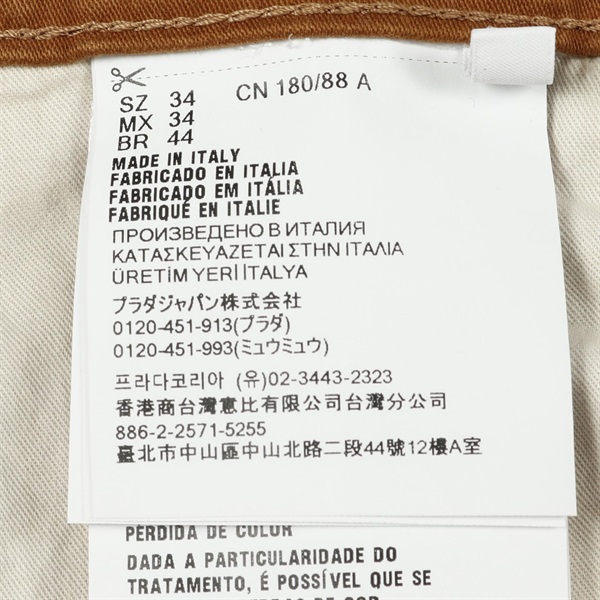 SZ 34 CN 180/88 A
MX 34
BR 44
MADE IN ITALY
FABRICADO EN ITALIA
FABRICADO EM ITÁLIA
FABRIQUÉ EN ITALIE
ПРОИЗВЕДЕНО В ИТАЛИЯ
ΚΑΤΑΣΚΕΥΑΖΕΤΑΙ ΣΤΗΝ ΙΤΑΛΙΑ
ÜRETİM YERİ İTALYA
プラダジャパン株式会社
0120-451-913(プラダ)
0120-451-993(ミュウミュウ)
프라다코리아 (유)02-3443-2323
香港商台灣惠比有限公司台灣分公司
886-2-2571-5255
臺北市中山區中山北路二段44號12樓A室
PÉRDIDA DE COLOR
DADA A PARTICULARIDADE DO
TRATAMENTO, É POSSÍVEL QUE SE